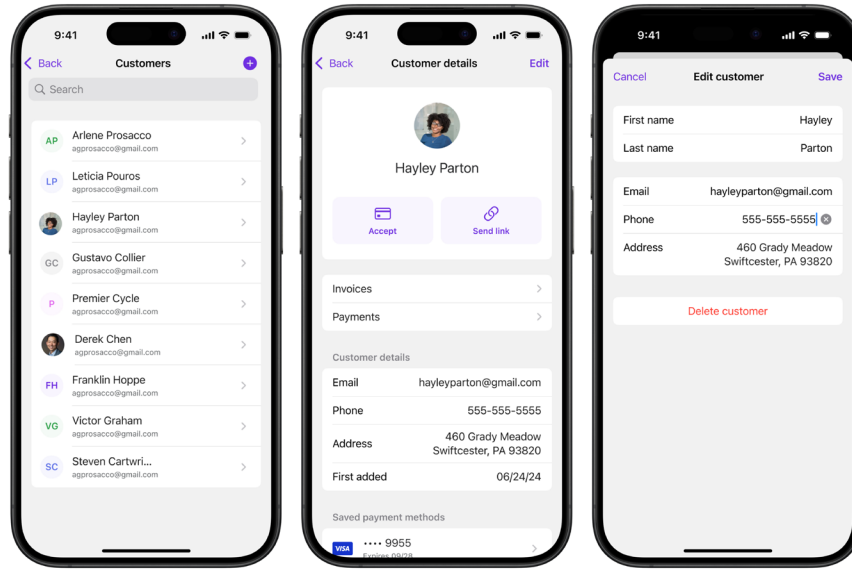 9:41
Back
Customers
Search
AP
Arlene Prosacco
agprosacco@gmail.com
LP
Leticia Pouros
agprosacco@gmail.com
Hayley Parton
agprosacco@gmail.com
GC
Gustavo Collier
agprosacco@gmail.com
P
Premier Cycle
agprosacco@gmail.com
Derek Chen
agprosacco@gmail.com
FH
Franklin Hoppe
agprosacco@gmail.com
VG
Victor Graham
agprosacco@gmail.com
SC
Steven Cartwri...
agprosacco@gmail.com
9:41
Back
Customer details
Edit
Hayley Parton
Accept
Send link
Invoices
Payments
Customer details
Email hayleyparton@gmail.com
Phone 555-555-5555
Address 460 Grady Meadow
Swiftcester, PA 93820
First added 06/24/24
Saved payment methods
VISA •••• 9955
Expires 09/28
9:41
Cancel
Edit customer
Save
First name Hayley
Last name Parton
Email hayleyparton@gmail.com
Phone 555-555-5555
Address 460 Grady Meadow
Swiftcester, PA 93820
Delete customer